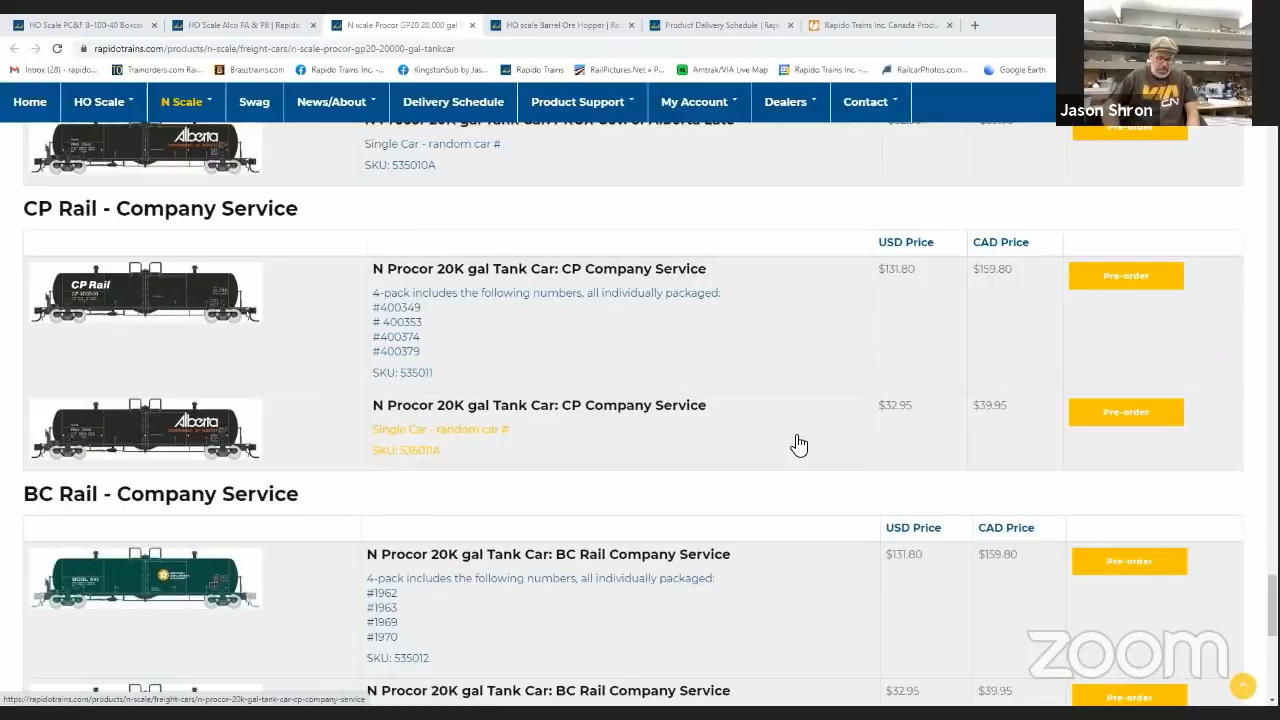 HO Scale PC&F B-100-40 Boxcar
HO Scale Alco PA & PB | Rapido
N scale Procor GP20 20,000 gal
HO scale Barrel Ore Hopper |
Product Delivery Schedule | Rap
Rapido Trains Inc. Canada Produ
rapidotrains.com/products/n-scale/freight-cars/n-scale-procor-gp20-20000-gal-tankcar
Inbox (28) - rapido...
Trainorders.com Ra...
Brasstrains.com
Rapido Trains Inc. -...
KingstonSub by Jam...
Rapido Trains
RailPictures.Net » P...
Amtrak/VIA Live Map
Rapido Trains Inc. -...
RailcarPhotos.com...
Google Earth
Home
HO Scale
N Scale
Swag
News/About
Delivery Schedule
Product Support
My Account
Dealers
Contact
Jason Shron
VIA
CN
Alberta
Single Car - random car #
SKU: 535010A
Pre-order
CP Rail - Company Service
USD Price
CAD Price
CP Rail
N Procor 20K gal Tank Car: CP Company Service
$131.80
$159.80
Pre-order
4-pack includes the following numbers, all individually packaged:
#400349
# 400353
#400374
#400379
SKU: 535011
Alberta
N Procor 20K gal Tank Car: CP Company Service
$32.95
$39.95
Pre-order
Single Car - random car #
SKU: 535011A
BC Rail - Company Service
USD Price
CAD Price
N Procor 20K gal Tank Car: BC Rail Company Service
$131.80
$159.80
Pre-order
4-pack includes the following numbers, all individually packaged:
#1962
#1963
#1969
#1970
SKU: 535012
zoom
N Procor 20K gal Tank Car: BC Rail Company Service
$32.95
$39.95
Pre-order
https://rapidotrains.com/products/n-scale/freight-cars/n-procor-20k-gal-tank-car-cp-company-service